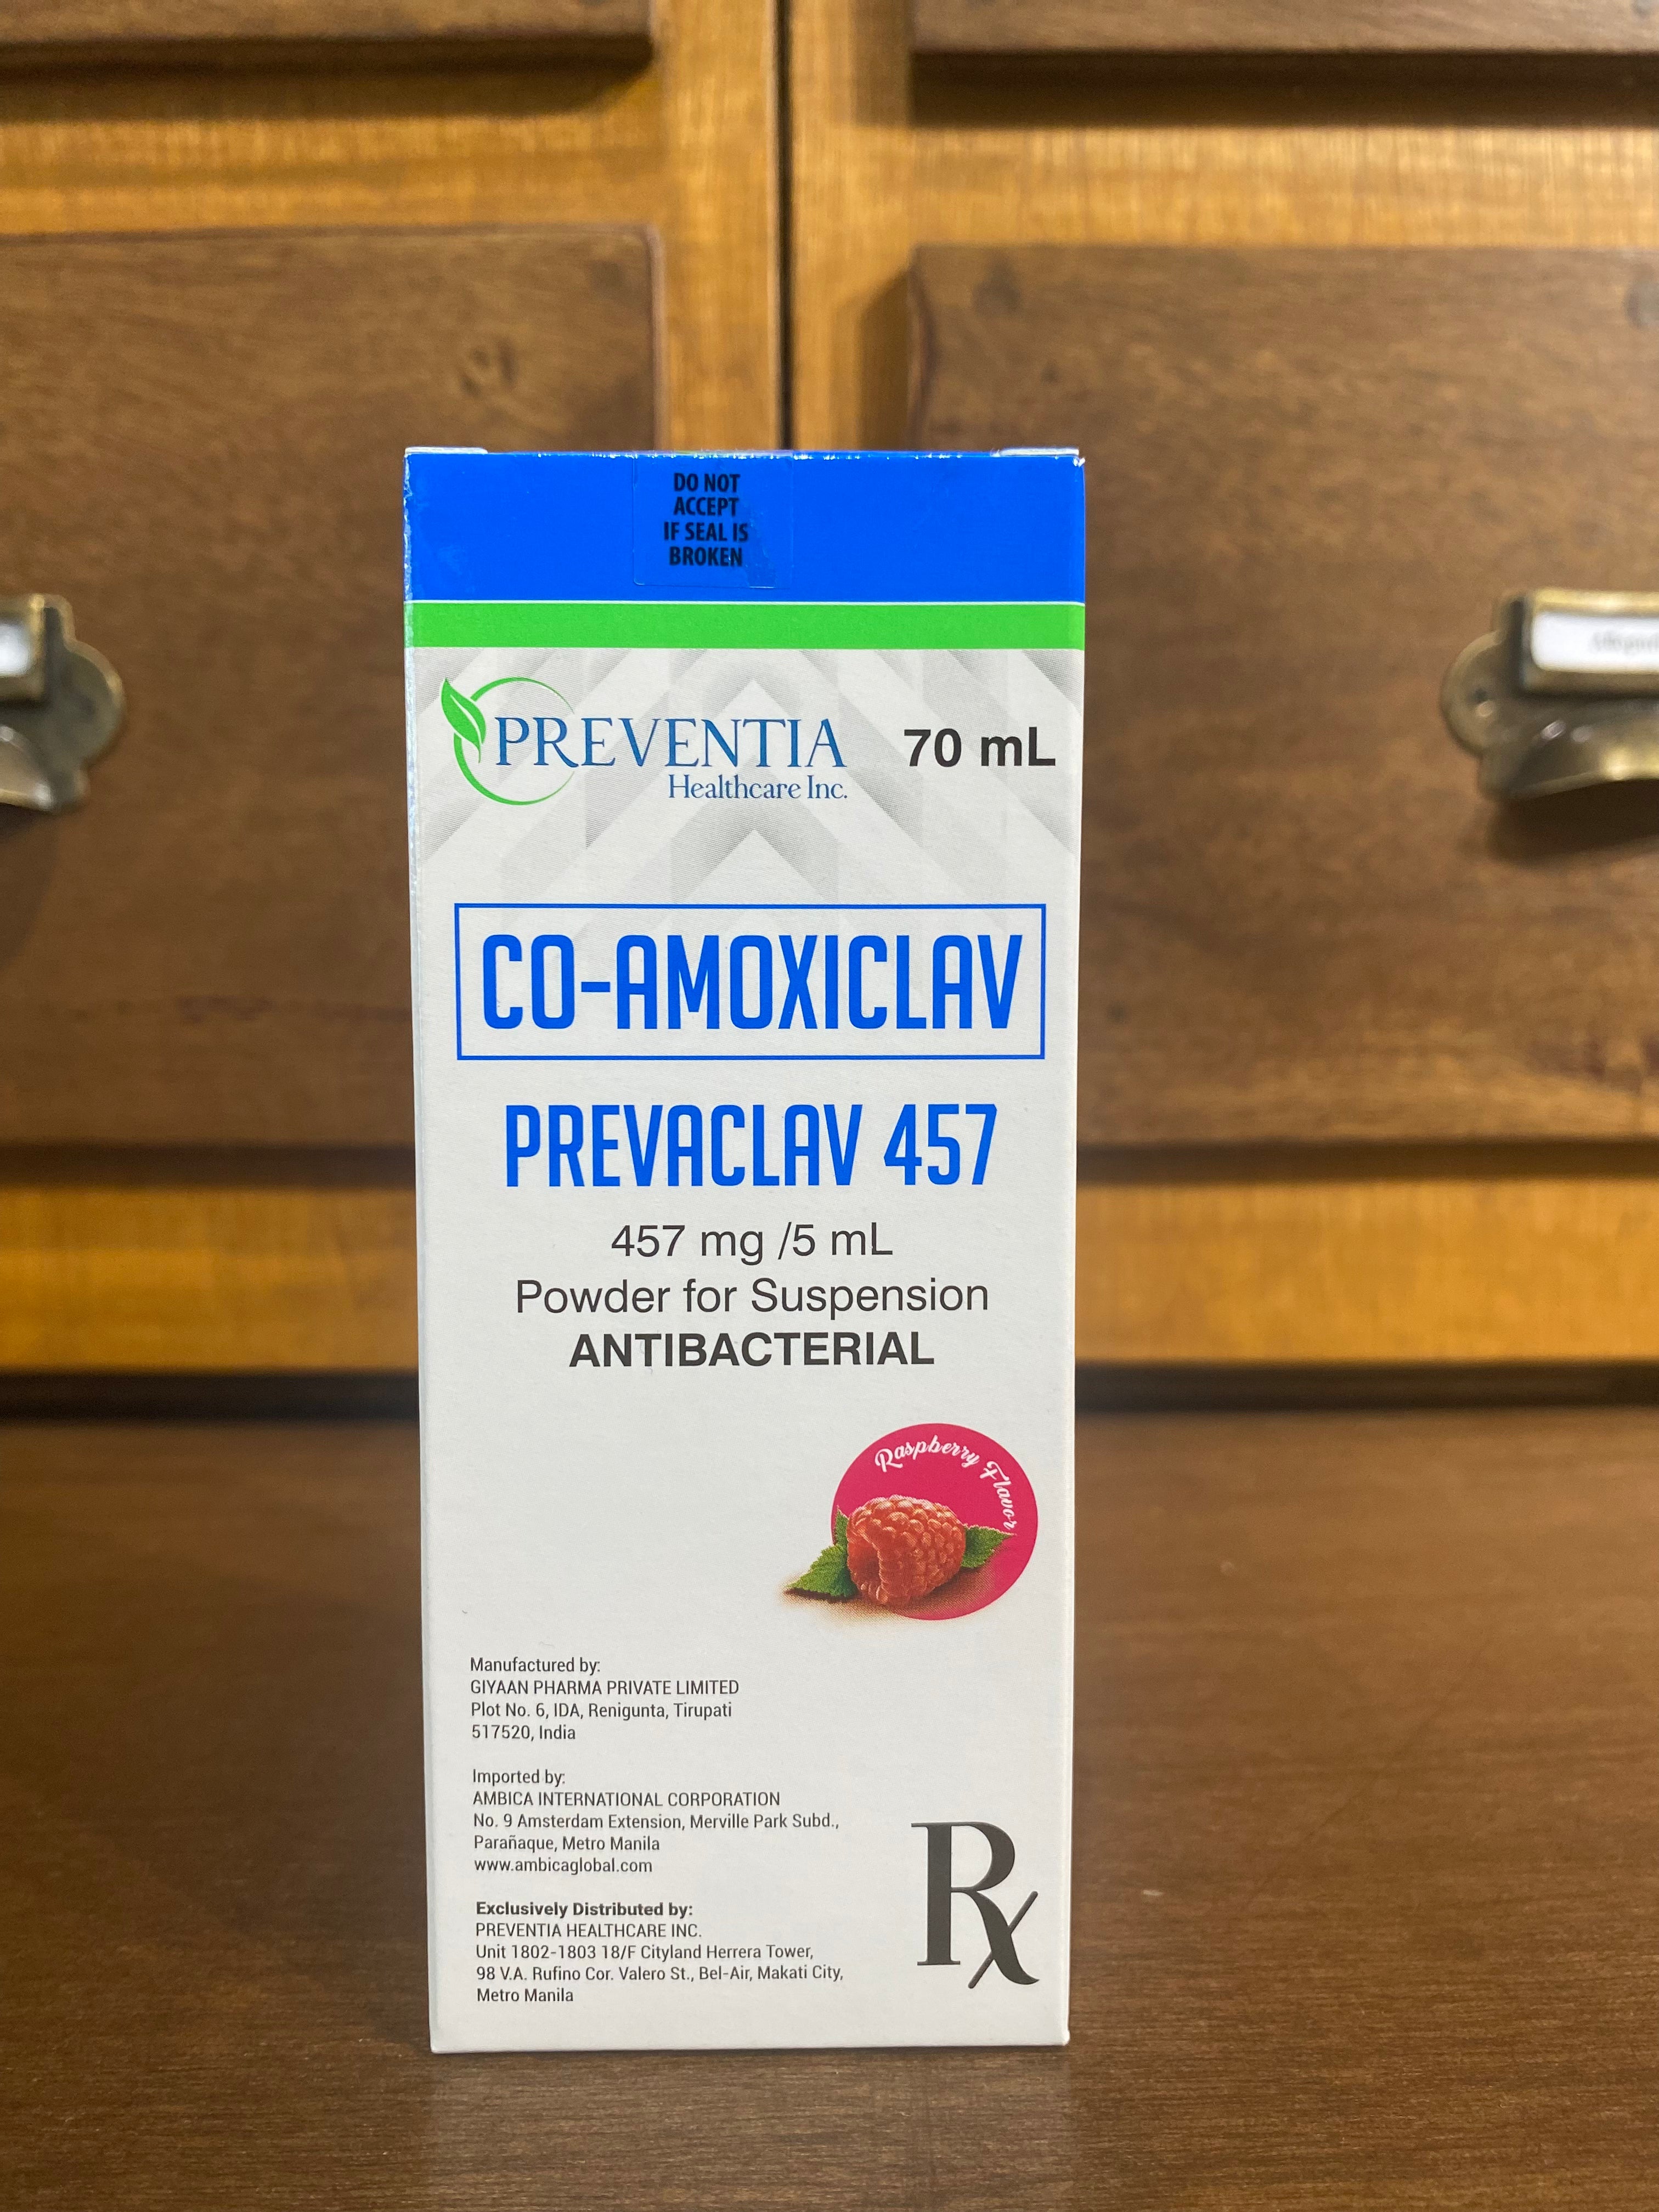 DO NOT
ACCEPT
IF SEAL IS
BROKEN
PREVENTIA
Healthcare Inc.
70 mL
CO-AMOXICLAV
PREVACLAV 457
457 mg /5 mL
Powder for Suspension
ANTIBACTERIAL
Raspberry Flavor
Manufactured by:
GIYAAN PHARMA PRIVATE LIMITED
Plot No. 6, IDA, Renigunta, Tirupati
517520, India
Imported by:
AMBICA INTERNATIONAL CORPORATION
No. 9 Amsterdam Extension, Merville Park Subd.,
Parañaque, Metro Manila
www.ambicaglobal.com
Exclusively Distributed by:
PREVENTIA HEALTHCARE INC.
Unit 1802-1803 18/F Cityland Herrera Tower,
98 V.A. Rufino Cor. Valero St., Bel-Air, Makati City,
Metro Manila
Rx